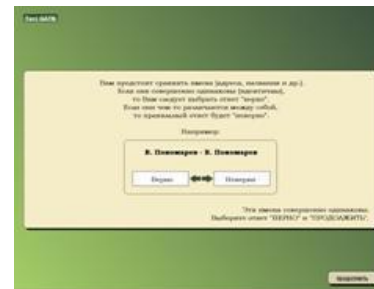 Вам предстоит сравнить имена (адреса, названия и др.).
Если они совершенно одинаковы (идентичны),
то Вам следует выбрать ответ "верно".
Если они чем то различаются между собой,
то правильный ответ будет "неверно".
Например:
В. Пономарев - В. Пономарев
Верно
Неверно
Эти имена совершенно одинаковы.
Выберите ответ "ВЕРНО" и "ПРОДОЛЖИТЬ".
ПРОДОЛЖИТЬ